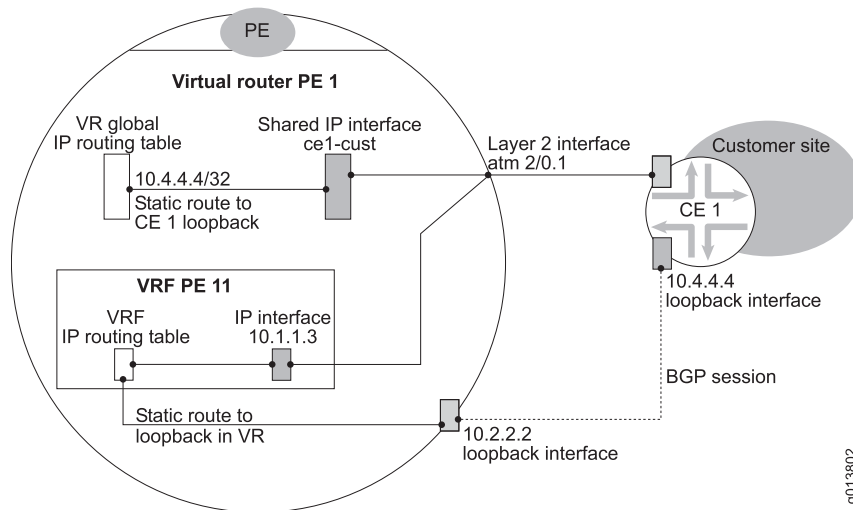 PE
Virtual router PE 1
VR global
IP routing table
Shared IP interface
ce1-cust
10.4.4.4/32
Static route to
CE 1 loopback
Layer 2 interface
atm 2/0.1
Customer site
CE 1
10.4.4.4
loopback interface
VRF PE 11
VRF
IP routing table
IP interface
10.1.1.3
BGP session
Static route to
loopback in VR
10.2.2.2
loopback interface
g013802